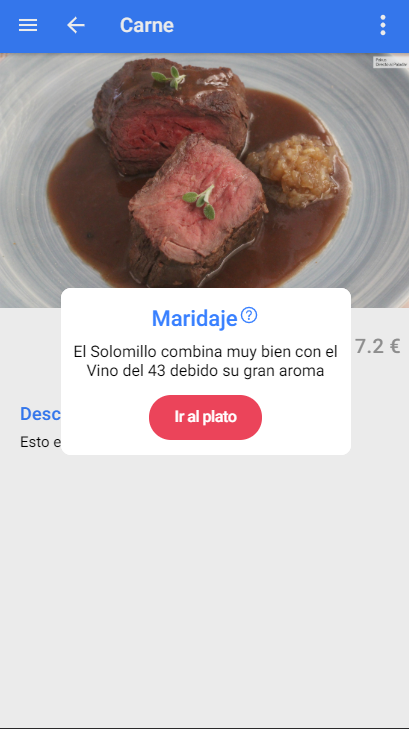 Carne
Maridaje
El Solomillo combina muy bien con el
Vino del 43 debido su gran aroma
Ir al plato
7.2 €
Desc
Esto e